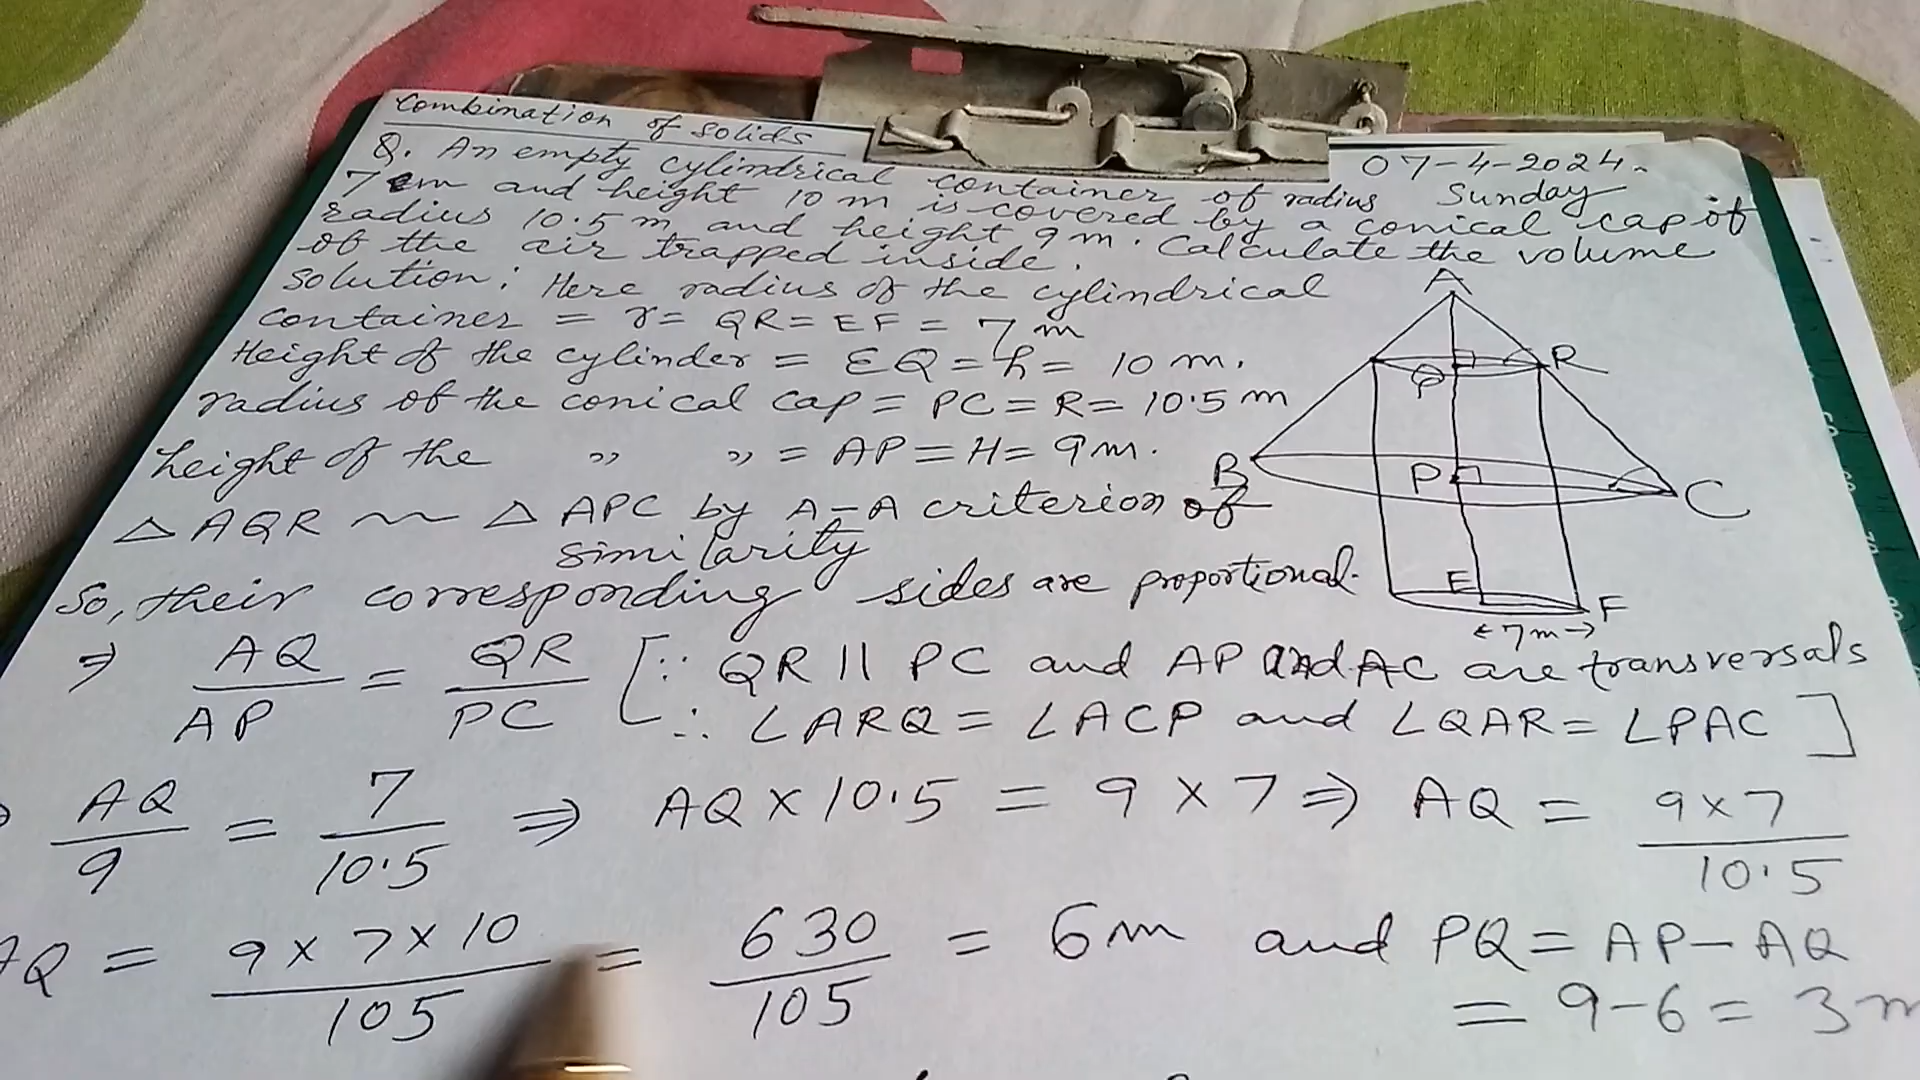 Combination of Solids
07-4-2024.
Sunday
Q. An empty cylindrical container of radius
7 m and height 10 m is covered by a conical cap of
radius 10.5 m and height 9 m. Calculate the volume
of the air trapped inside.
Solution: Here radius of the cylindrical
container = r = QR = EF = 7 m
Height of the cylinder = EQ = h = 10 m.
radius of the conical cap = PC = R = 10.5 m
height of the " " = AP = H = 9 m.
△ AQR ~ △ APC by A-A criterion of
similarity
So, their corresponding sides are proportional.
⇒ AQ/AP = QR/PC [∵ QR || PC and AP and AC are transversals
∴ ∠ARQ = ∠ACP and ∠QAR = ∠PAC]
AQ/9 = 7/10.5 ⇒ AQ × 10.5 = 9 × 7 ⇒ AQ = 9×7/10.5
AQ = 9 × 7 × 10/105 = 630/105 = 6m and PQ = AP - AQ
= 9 - 6 = 3 m
A
Q
R
B
P
C
E
F
←7m→